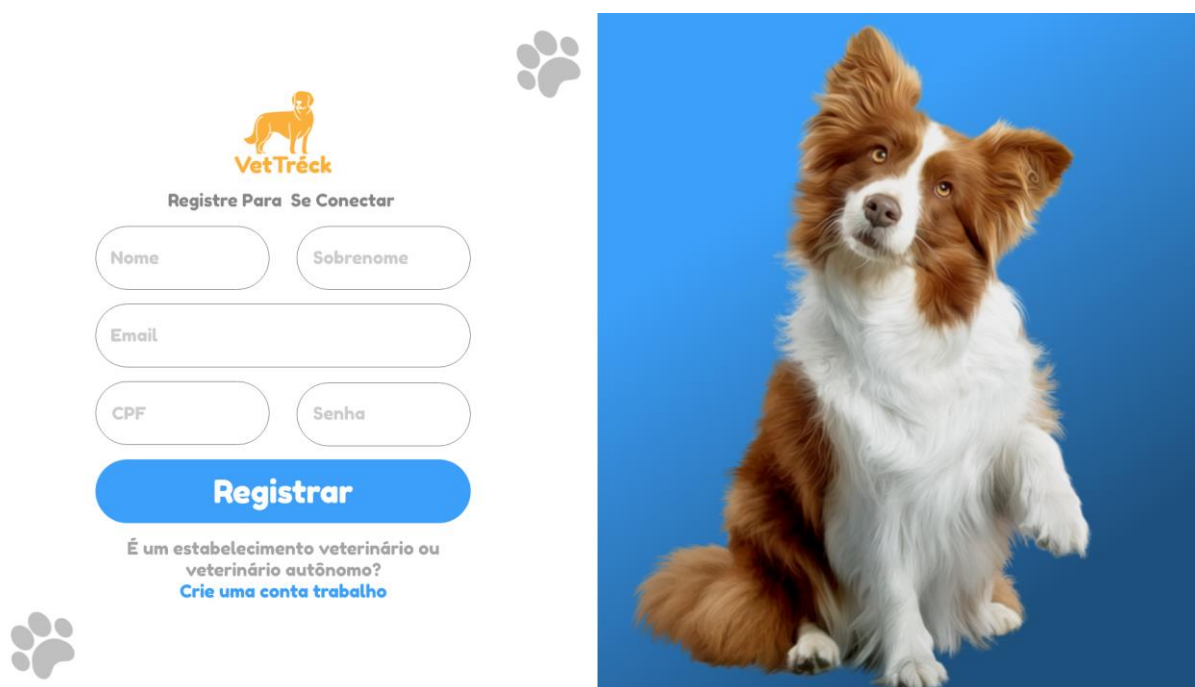 VetTréck
Registre Para Se Conectar
Nome
Sobrenome
Email
CPF
Senha
Registrar
É um estabelecimento veterinário ou
veterinário autônomo?
Crie uma conta trabalho